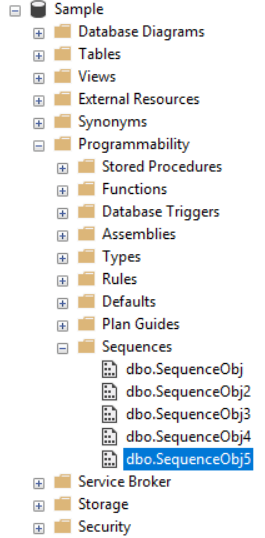 Sample
Database Diagrams
Tables
Views
External Resources
Synonyms
Programmability
Stored Procedures
Functions
Database Triggers
Assemblies
Types
Rules
Defaults
Plan Guides
Sequences
dbo.SequenceObj
dbo.SequenceObj2
dbo.SequenceObj3
dbo.SequenceObj4
dbo.SequenceObj5
Service Broker
Storage
Security